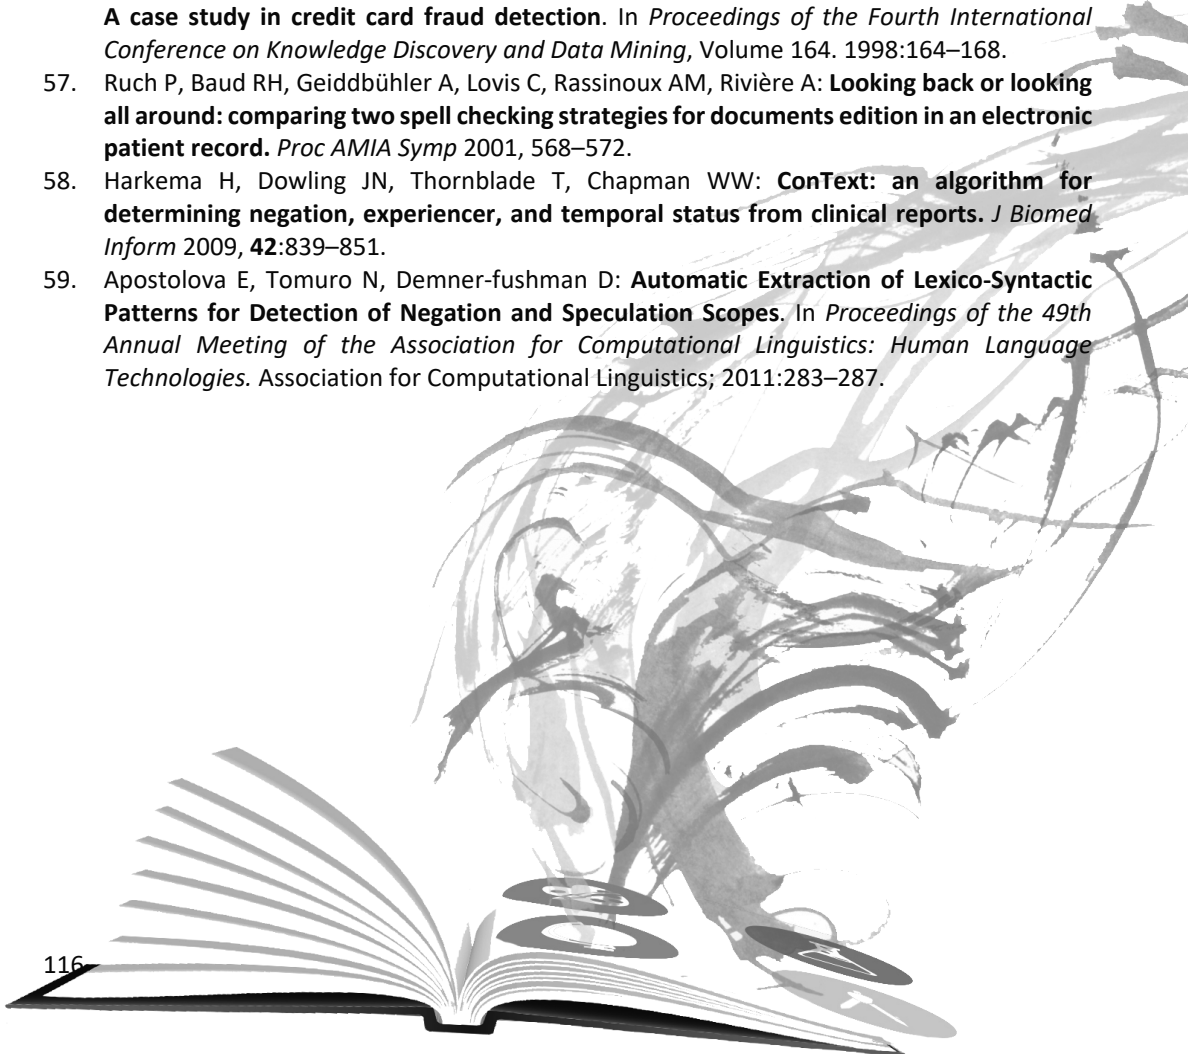 A case study in credit card fraud detection. In Proceedings of the Fourth International
Conference on Knowledge Discovery and Data Mining, Volume 164. 1998:164–168.
57. Ruch P, Baud RH, Geiddbühler A, Lovis C, Rassinoux AM, Rivière A: Looking back or looking
all around: comparing two spell checking strategies for documents edition in an electronic
patient record. Proc AMIA Symp 2001, 568–572.
58. Harkema H, Dowling JN, Thornblade T, Chapman WW: ConText: an algorithm for
determining negation, experiencer, and temporal status from clinical reports. J Biomed
Inform 2009, 42:839–851.
59. Apostolova E, Tomuro N, Demner-fushman D: Automatic Extraction of Lexico-Syntactic
Patterns for Detection of Negation and Speculation Scopes. In Proceedings of the 49th
Annual Meeting of the Association for Computational Linguistics: Human Language
Technologies. Association for Computational Linguistics; 2011:283–287.
116